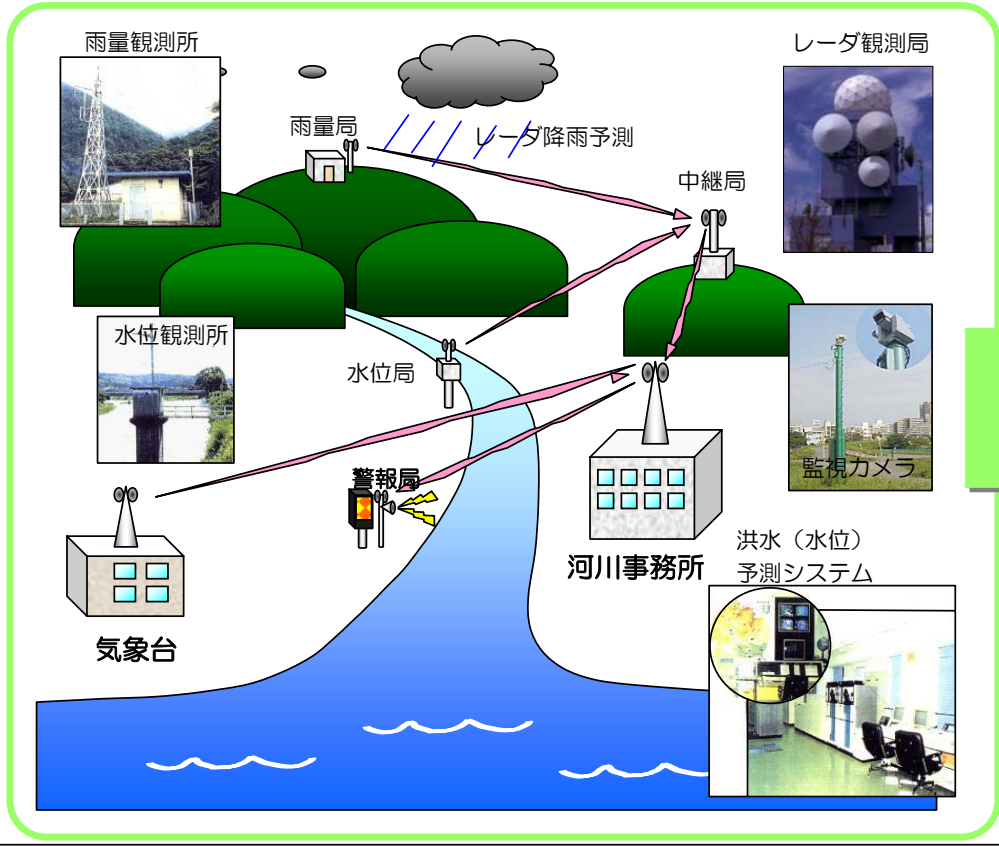 雨量観測所
レーダ観測局
雨量局
レーダ降雨予測
中継局
水位観測所
水位局
監視カメラ
警報局
河川事務所
洪水（水位）
予測システム
気象台